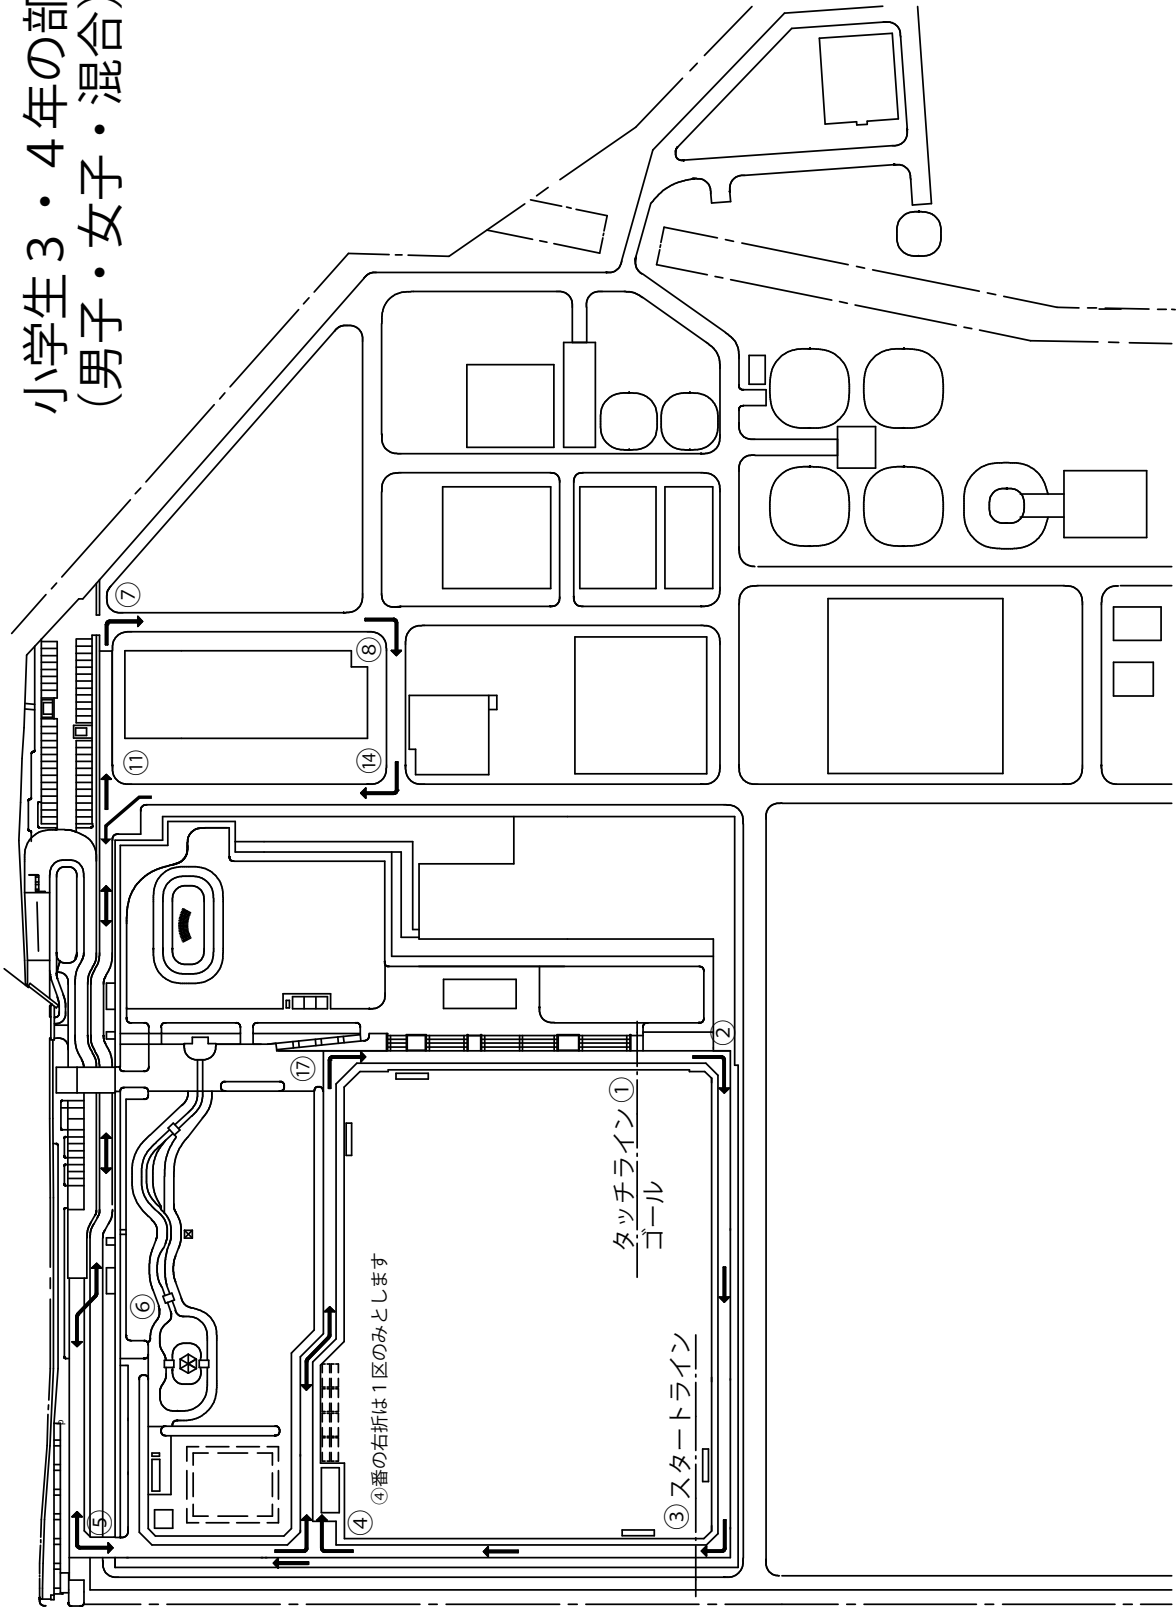 小学生3・4年の部
(男子・女子・混合)
⑦
⑧
⑪
⑭
⑰
②
タッチライン①
ゴール
⑥
④番の右折は1区のみとします
③スタートライン
④
⑤